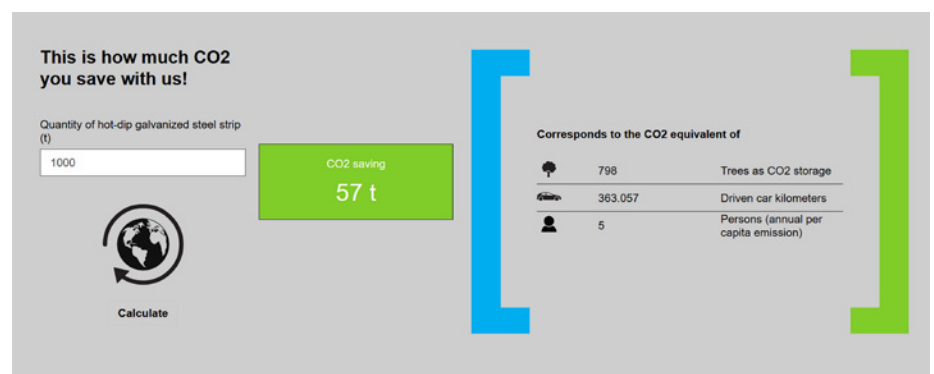 This is how much CO2
you save with us!
Quantity of hot-dip galvanized steel strip
(t)
1000
CO2 saving
57 t
Calculate
Corresponds to the CO2 equivalent of
798 Trees as CO2 storage
363.057 Driven car kilometers
5 Persons (annual per
capita emission)